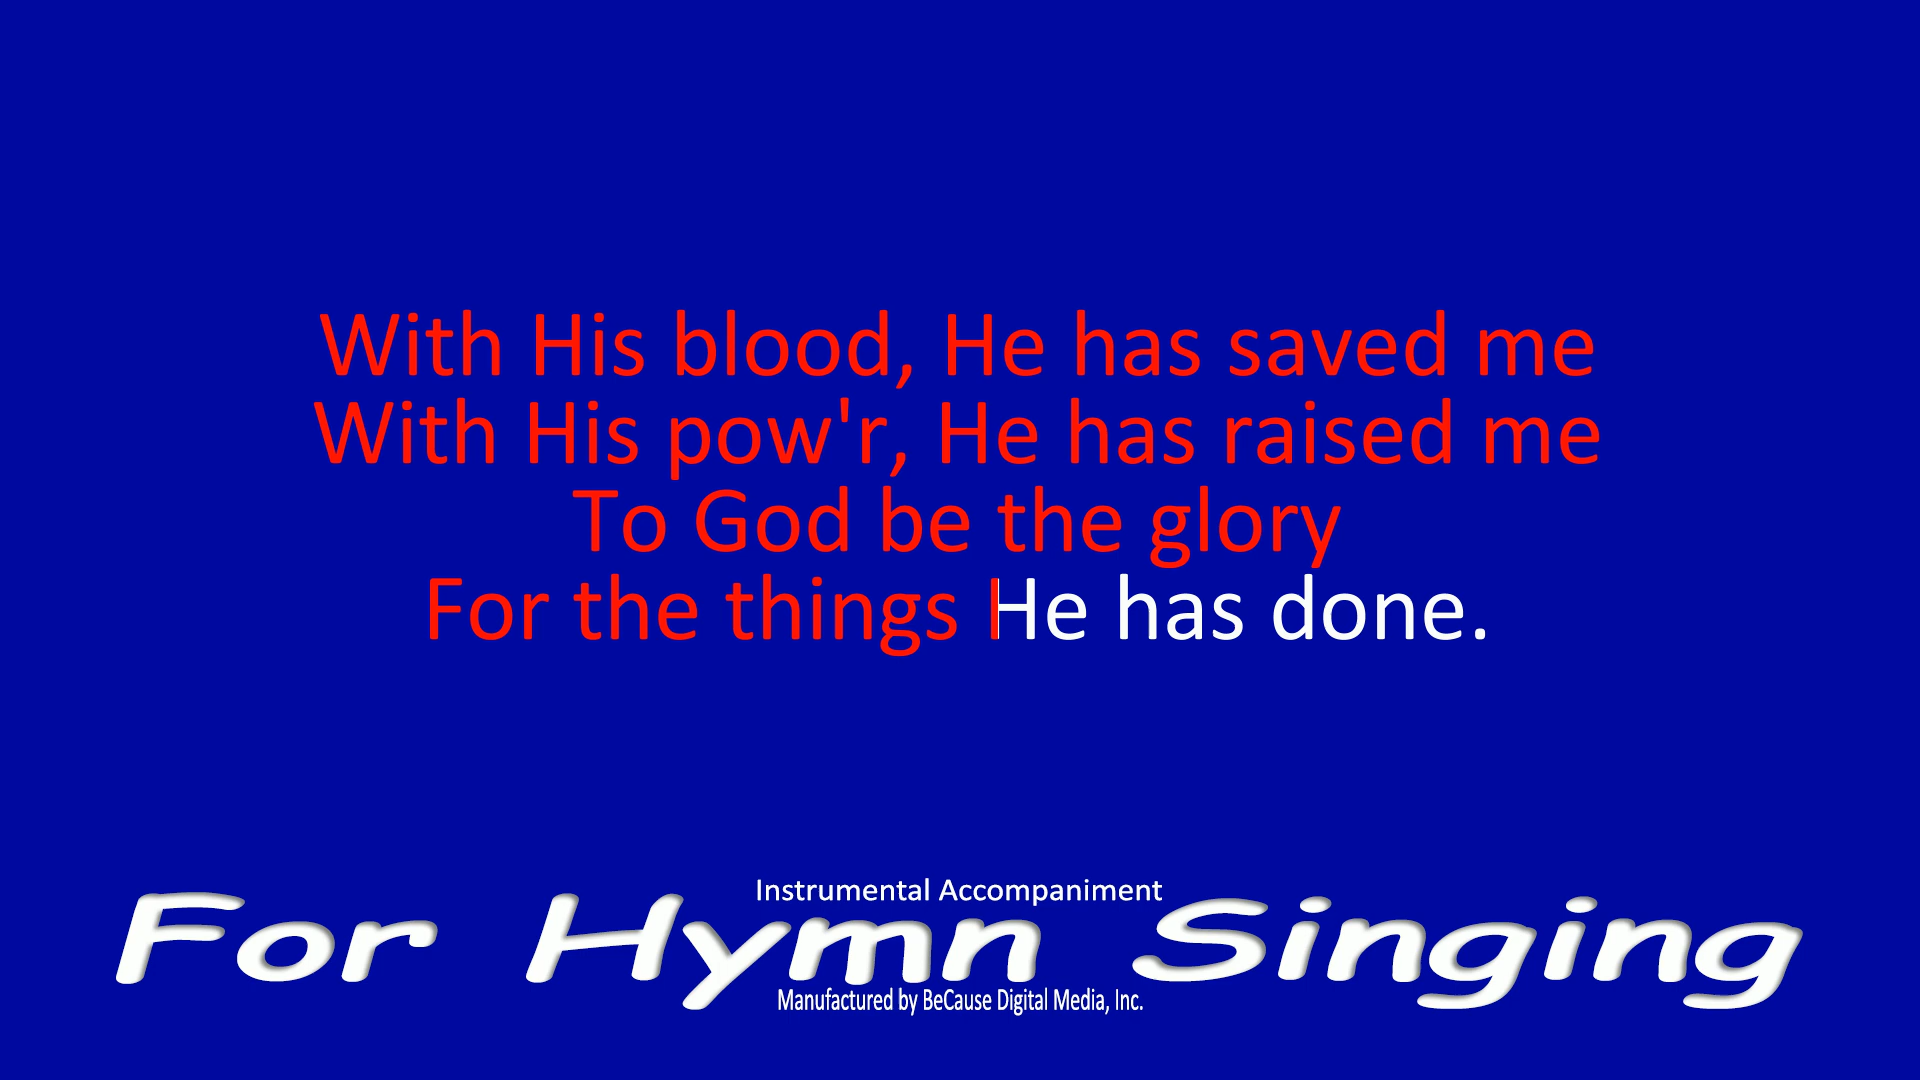 With His blood, He has saved me
With His pow'r, He has raised me
To God be the glory
For the things He has done.
Instrumental Accompaniment
For Hymn Singing
Manufactured by BeCause Digital Media, Inc.